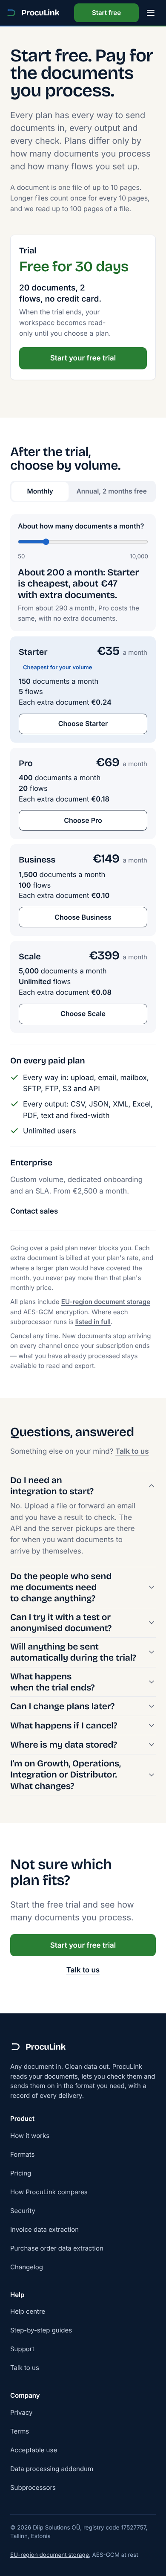 ProcuLink
Start free
Start free. Pay for
the documents
you process.
Every plan has every way to send
documents in, every output and
every check. Plans differ only by
how many documents you process
and how many flows you set up.
A document is one file of up to 10 pages.
Longer files count once for every 10 pages,
and we read up to 100 pages of a file.
Trial
Free for 30 days
20 documents, 2
flows, no credit card.
When the trial ends, your
workspace becomes read-
only until you choose a plan.
Start your free trial
After the trial,
choose by volume.
Monthly
Annual, 2 months free
About how many documents a month?
50
10,000
About 200 a month: Starter
is cheapest, about €47
with extra documents.
From about 290 a month, Pro costs the
same, with no extra documents.
Starter
€35 a month
Cheapest for your volume
150 documents a month
5 flows
Each extra document €0.24
Choose Starter
Pro
€69 a month
400 documents a month
20 flows
Each extra document €0.18
Choose Pro
Business
€149 a month
1,500 documents a month
100 flows
Each extra document €0.10
Choose Business
Scale
€399 a month
5,000 documents a month
Unlimited flows
Each extra document €0.08
Choose Scale
On every paid plan
Every way in: upload, email, mailbox,
SFTP, FTP, S3 and API
Every output: CSV, JSON, XML, Excel,
PDF, text and fixed-width
Unlimited users
Enterprise
Custom volume, dedicated onboarding
and an SLA. From €2,500 a month.
Contact sales
Going over a paid plan never blocks you. Each
extra document is billed at your plan's rate, and
where a larger plan would have covered the
month, you never pay more than that plan's
monthly price.
All plans include EU-region document storage
and AES-GCM encryption. Where each
subprocessor runs is listed in full.
Cancel any time. New documents stop arriving
on every channel once your subscription ends
— what you have already processed stays
available to read and export.
Questions, answered
Something else on your mind? Talk to us
Do I need an
integration to start?
No. Upload a file or forward an email
and you have a result to check. The
API and the server pickups are there
for when you want documents to
arrive by themselves.
Do the people who send
me documents need
to change anything?
Can I try it with a test or
anonymised document?
Will anything be sent
automatically during the trial?
What happens
when the trial ends?
Can I change plans later?
What happens if I cancel?
Where is my data stored?
I'm on Growth, Operations,
Integration or Distributor.
What changes?
Not sure which
plan fits?
Start the free trial and see how
many documents you process.
Start your free trial
Talk to us
ProcuLink
Any document in. Clean data out. ProcuLink
reads your documents, lets you check them and
sends them on in the format you need, with a
record of every delivery.
Product
How it works
Formats
Pricing
How ProcuLink compares
Security
Invoice data extraction
Purchase order data extraction
Changelog
Help
Help centre
Step-by-step guides
Support
Talk to us
Company
Privacy
Terms
Acceptable use
Data processing addendum
Subprocessors
© 2026 Dilp Solutions OÜ, registry code 17527757,
Tallinn, Estonia
EU-region document storage, AES-GCM at rest